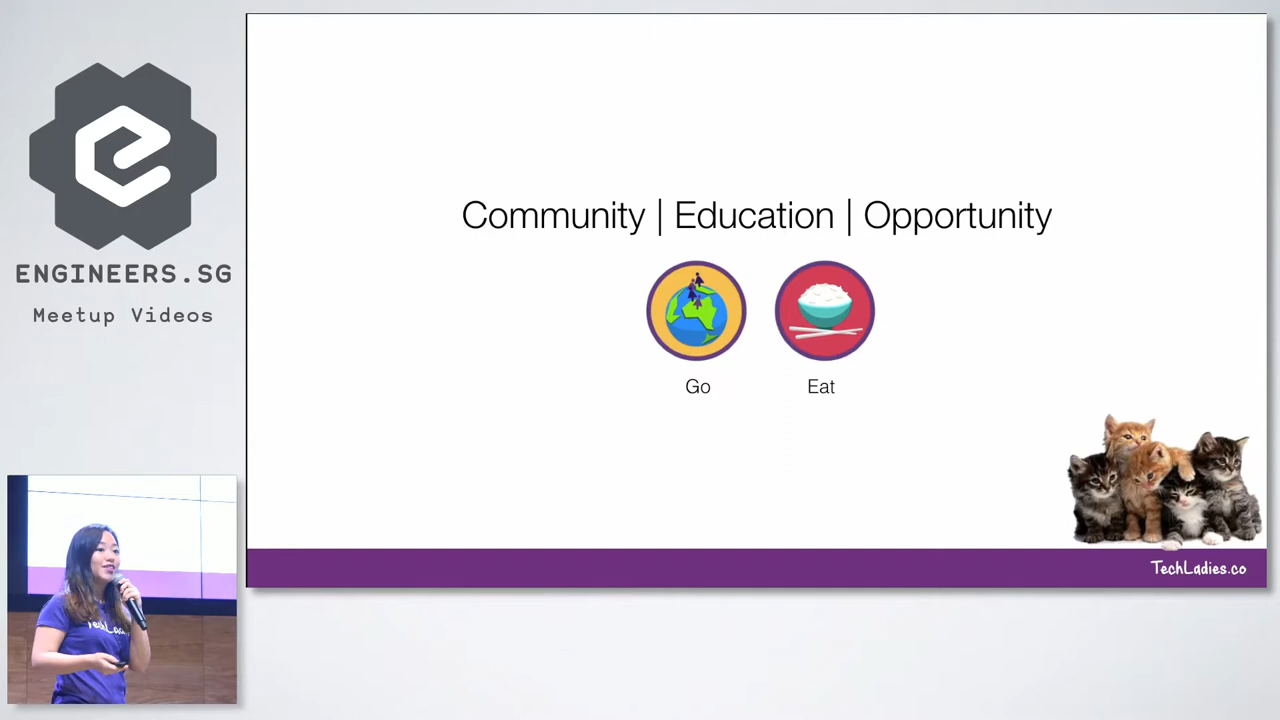 ENGINEERS.SG
Meetup Videos
Community | Education | Opportunity
Go
Eat
TechLadies.co